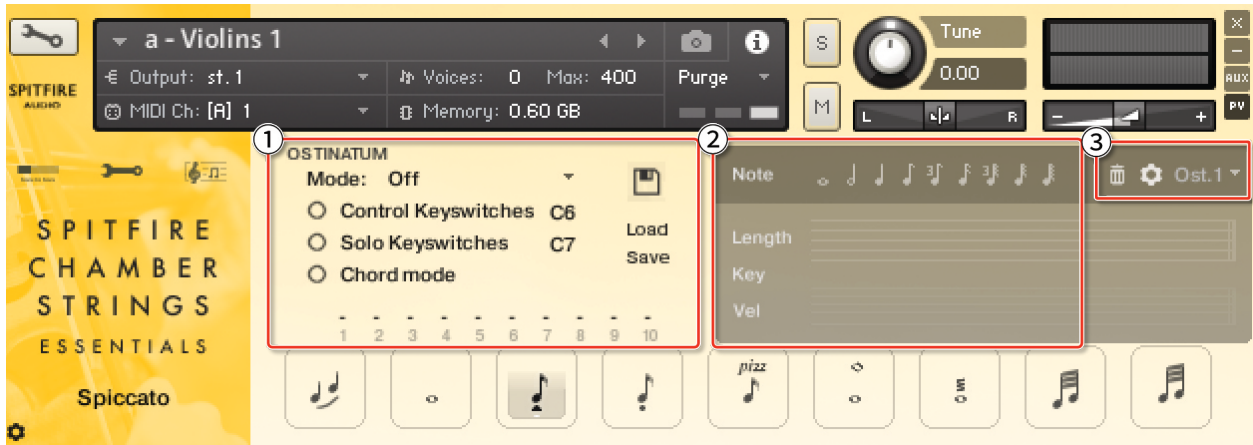 a - Violins 1
S
Tune
×
−
SPITFIRE
AUDIO
Output: st. 1
Voices: 0 Max: 400
Purge
0.00
AUX
MIDI Ch: [A] 1
Memory: 0.60 GB
M
L
R
−
+
PV
1
2
3
OSTINATUM
Mode: Off
Control Keyswitches C6
Solo Keyswitches C7
Chord mode
Load
Save
- - - - - - - - - -
1 2 3 4 5 6 7 8 9 10
Note
3
3
Ost.1
Length
Key
Vel
SPITFIRE
CHAMBER
STRINGS
ESSENTIALS
Spiccato
pizz